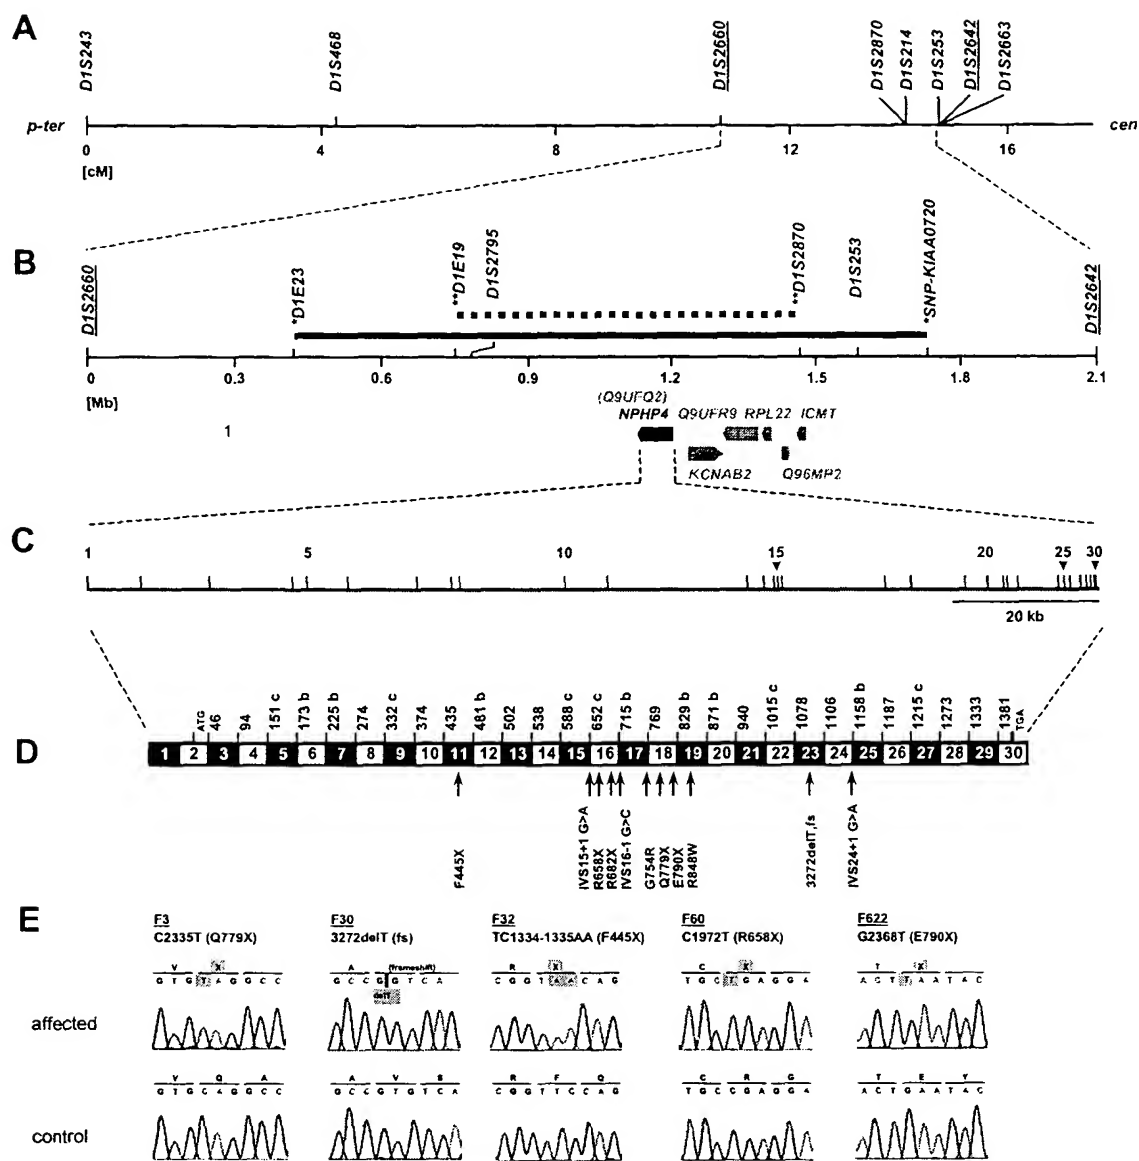 A
D1S243
D1S468
D1S2660
D1S2870
D1S214
D1S253
D1S2642
D1S2663
p-ter
cen
0 4 8 12 16
[cM]
B
D1S2660
*D1E23
**D1E19
D1S2795
**D1S2870
D1S253
*SNP-KIAA0720
D1S2642
0 0.3 0.6 0.9 1.2 1.5 1.8 2.1
[Mb]
(Q9UFQ2)
NPHP4 Q9UFR9 RPL22 ICMT
1
KCNAB2 Q96MP2
C
1 5 10 15 20 25 30
20 kb
ATG
46
94
151 c
173 b
225 b
274
332 c
374
435
481 b
502
538
588 c
652 c
715 b
769
829 b
871 b
940
1015 c
1078
1106
1158 b
1187
1215 c
1273
1333
1381
TGA
D
1 2 3 4 5 6 7 8 9 10 11 12 13 14 15 16 17 18 19 20 21 22 23 24 25 26 27 28 29 30
F445X
IVS15+1 G>A
R658X
R682X
IVS16-1 G>C
G754R
Q779X
E790X
R848W
3272delT,fs
IVS24+1 G>A
E
F3 F30 F32 F60 F622
C2335T (Q779X) 3272delT (fs) TC1334-1335AA (F445X) C1972T (R658X) G2368T (E790X)
V X A (frameshift) R X C X T X
G T G T A G G C C G C C G G T C A C G G T A A C A G T G C T G A G G A A C T T A A T A C
delT
affected
V Q A A V S R F Q C R G T E Y
G T G C A G G C C G C C G T G T C A C G G T T C C A G T G C C G A G G A A C T G A A T A C
control